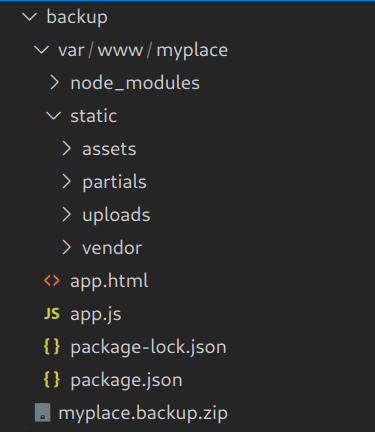 backup
var / www / myplace
node_modules
static
assets
partials
uploads
vendor
<> app.html
JS app.js
{} package-lock.json
{} package.json
myplace.backup.zip